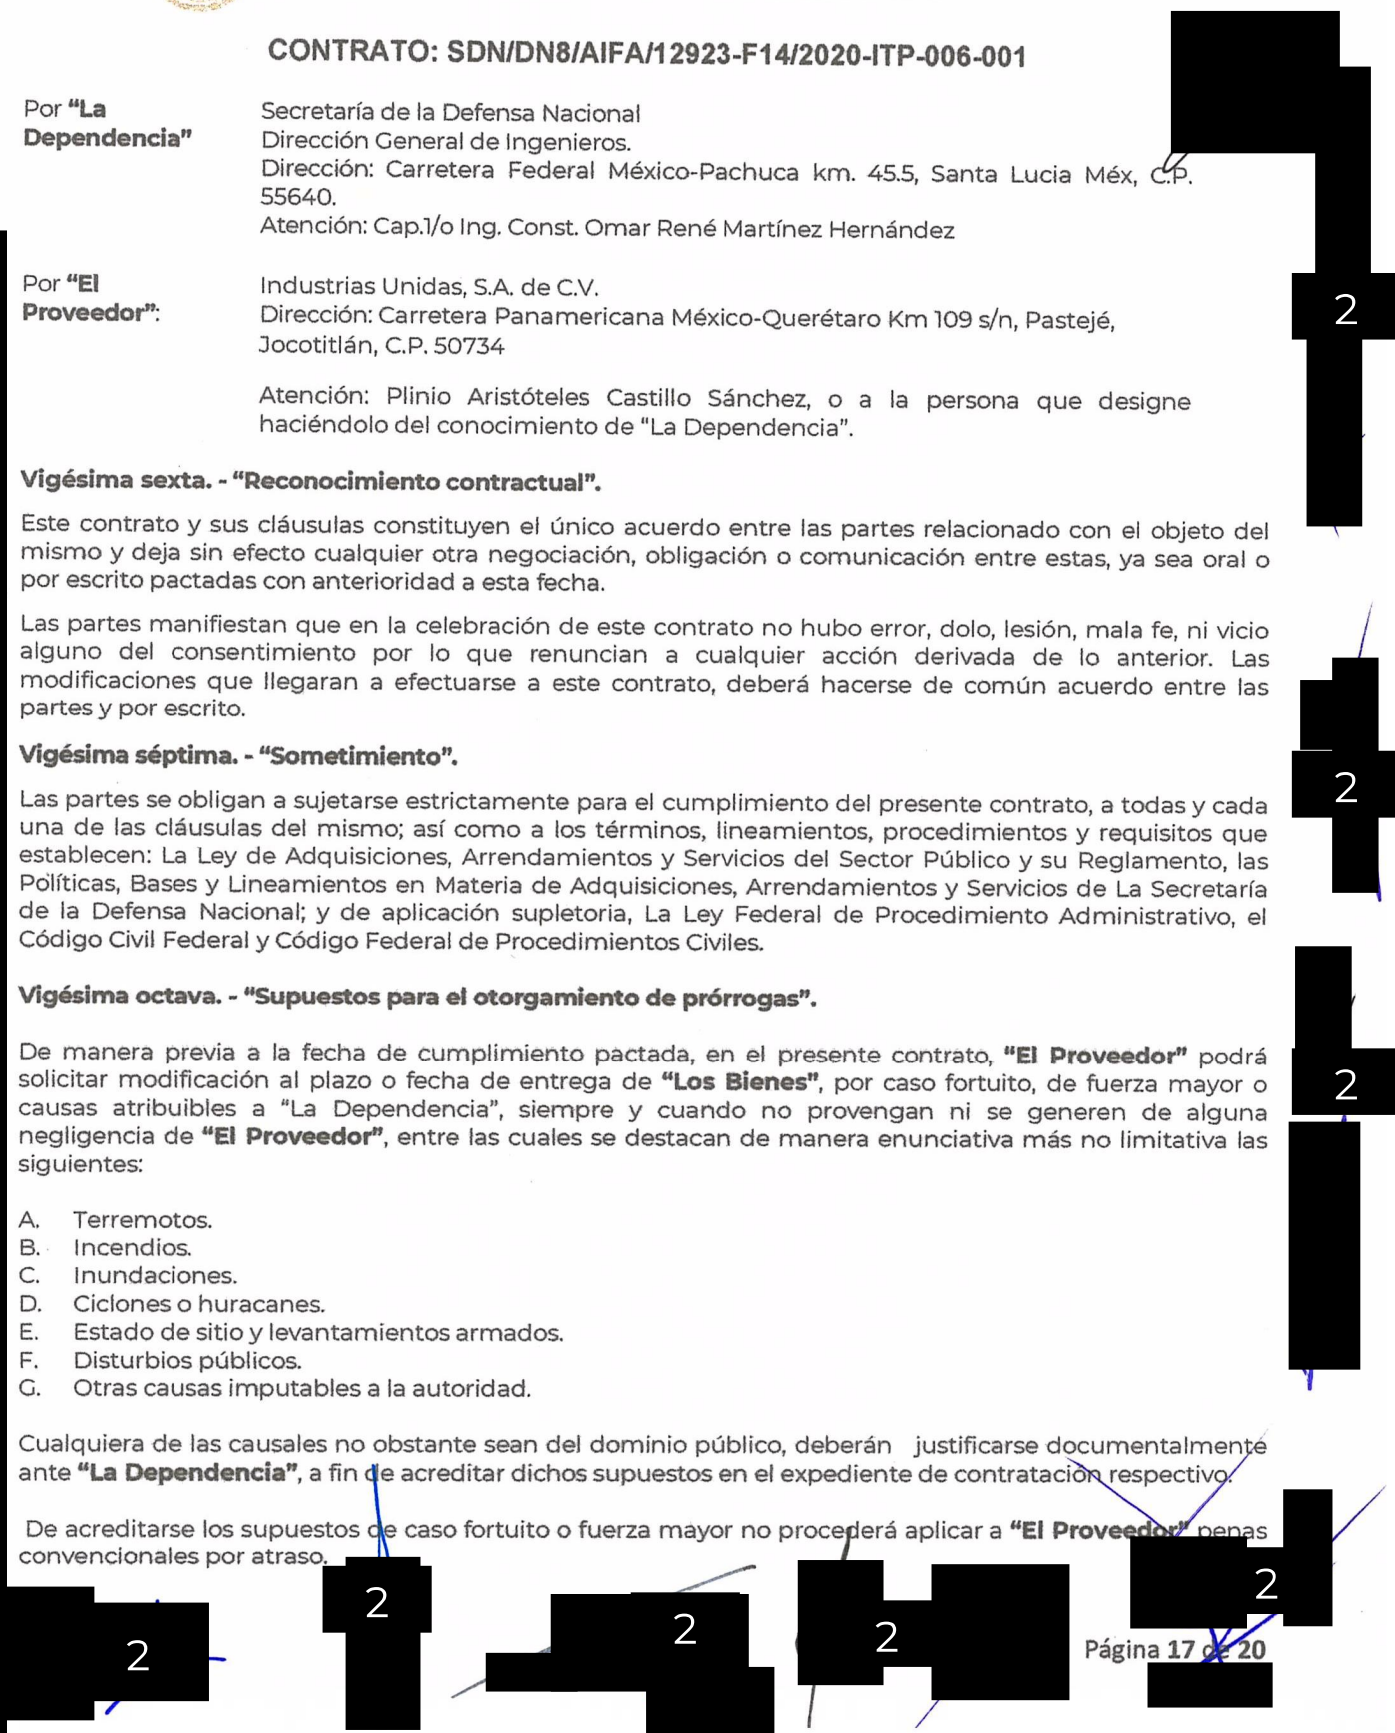 CONTRATO: SDN/DN8/AIFA/12923-F14/2020-ITP-006-001
Por “La Dependencia”
Secretaría de la Defensa Nacional
Dirección General de Ingenieros.
Dirección: Carretera Federal México-Pachuca km. 45.5, Santa Lucia Méx, C.P.
55640.
Atención: Cap.1/o Ing. Const. Omar René Martínez Hernández
Por “El Proveedor”:
Industrias Unidas, S.A. de C.V.
Dirección: Carretera Panamericana México-Querétaro Km 109 s/n, Pastejé,
Jocotitlán, C.P. 50734
Atención: Plinio Aristóteles Castillo Sánchez, o a la persona que designe
haciéndolo del conocimiento de “La Dependencia”.
2
Vigésima sexta. - “Reconocimiento contractual”.
Este contrato y sus cláusulas constituyen el único acuerdo entre las partes relacionado con el objeto del
mismo y deja sin efecto cualquier otra negociación, obligación o comunicación entre estas, ya sea oral o
por escrito pactadas con anterioridad a esta fecha.
Las partes manifiestan que en la celebración de este contrato no hubo error, dolo, lesión, mala fe, ni vicio
alguno del consentimiento por lo que renuncian a cualquier acción derivada de lo anterior. Las
modificaciones que llegaran a efectuarse a este contrato, deberá hacerse de común acuerdo entre las
partes y por escrito.
Vigésima séptima. - “Sometimiento”.
2
Las partes se obligan a sujetarse estrictamente para el cumplimiento del presente contrato, a todas y cada
una de las cláusulas del mismo; así como a los términos, lineamientos, procedimientos y requisitos que
establecen: La Ley de Adquisiciones, Arrendamientos y Servicios del Sector Público y su Reglamento, las
Políticas, Bases y Lineamientos en Materia de Adquisiciones, Arrendamientos y Servicios de La Secretaría
de la Defensa Nacional; y de aplicación supletoria, La Ley Federal de Procedimiento Administrativo, el
Código Civil Federal y Código Federal de Procedimientos Civiles.
Vigésima octava. - “Supuestos para el otorgamiento de prórrogas”.
De manera previa a la fecha de cumplimiento pactada, en el presente contrato, “El Proveedor” podrá
solicitar modificación al plazo o fecha de entrega de “Los Bienes”, por caso fortuito, de fuerza mayor o
causas atribuibles a “La Dependencia”, siempre y cuando no provengan ni se generen de alguna
negligencia de “El Proveedor”, entre las cuales se destacan de manera enunciativa más no limitativa las
siguientes:
2
A. Terremotos.
B. Incendios.
C. Inundaciones.
D. Ciclones o huracanes.
E. Estado de sitio y levantamientos armados.
F. Disturbios públicos.
G. Otras causas imputables a la autoridad.
Cualquiera de las causales no obstante sean del dominio público, deberán justificarse documentalmente
ante “La Dependencia”, a fin de acreditar dichos supuestos en el expediente de contratación respectivo.
De acreditarse los supuestos de caso fortuito o fuerza mayor no procederá aplicar a “El Proveedor” penas
convencionales por atraso.
2
2
2
2
2
Página 17 de 20